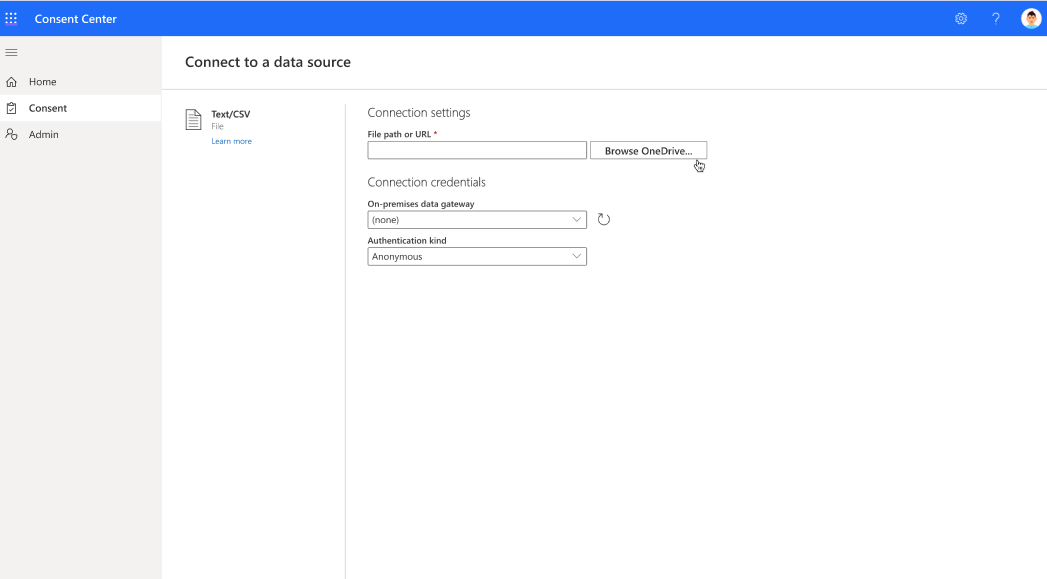 Consent Center
?
Connect to a data source
Home
Consent
Admin
Text/CSV
File
Learn more
Connection settings
File path or URL *
Browse OneDrive...
Connection credentials
On-premises data gateway
(none)
Authentication kind
Anonymous